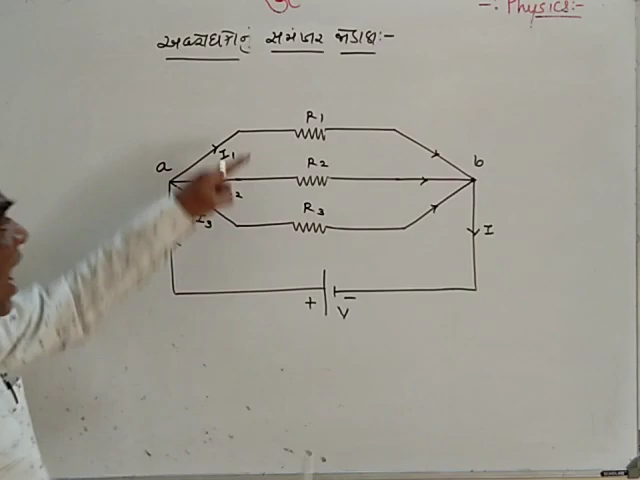 -: Physics:-
અવરોધોનું સમાંતર જોડાણ:-
R1
a I1 R2 b
2
I3 R3 I
+ V -